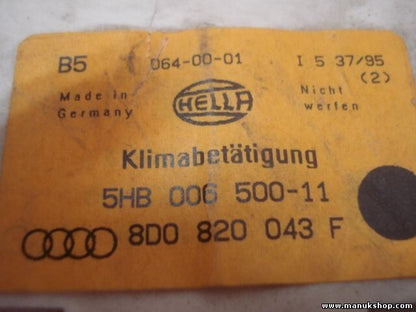 B5 064-00-01 I 5 37/95
(2)
Made in Germany HELLA Nicht werfen
Klimabetätigung
5HB 006 500-11
8D0 820 043 F
www.manukshop.com